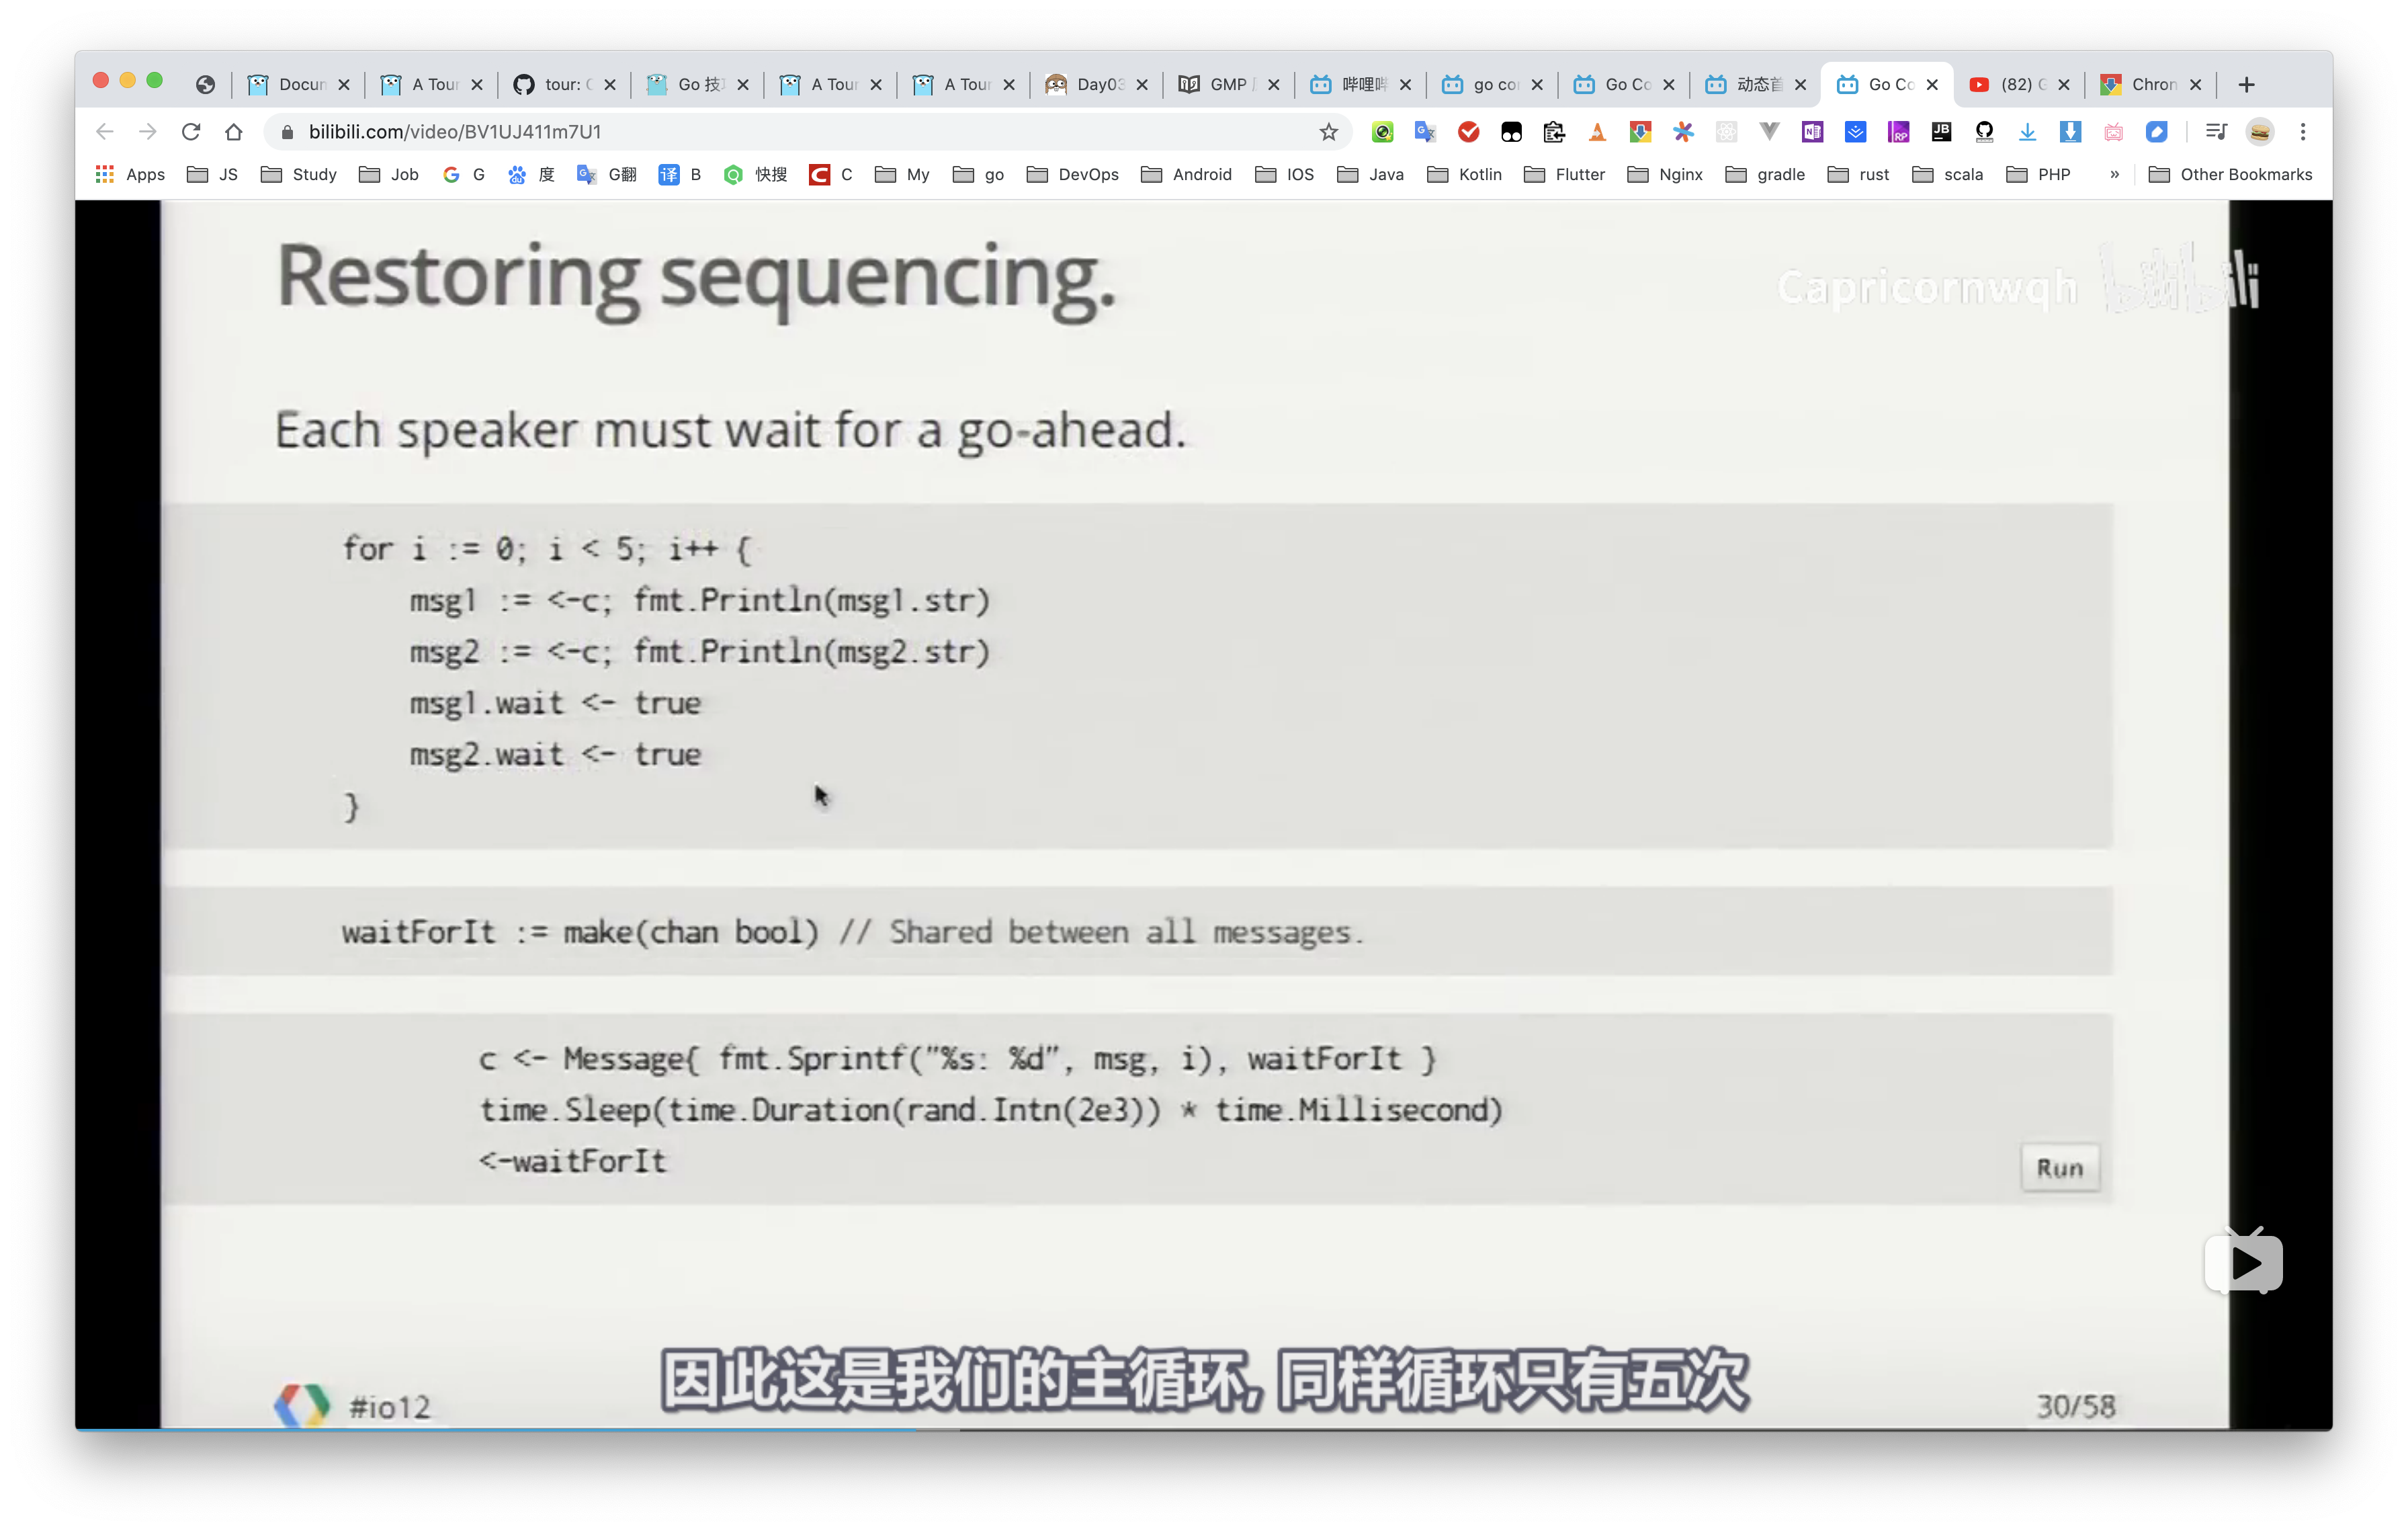 Docun
A Tour
tour: C
Go 技
A Tour
A Tour
Day03
GMP
哔哩哔
go co
Go Co
动态首
Go Co
(82) G
Chron
bilibili.com/video/BV1UJ411m7U1
Apps
JS
Study
Job
G
度
G翻
B
快搜
C
My
go
DevOps
Android
IOS
Java
Kotlin
Flutter
Nginx
gradle
rust
scala
PHP
»
Other Bookmarks
Restoring sequencing.
Capricornwqh bilibili
Each speaker must wait for a go-ahead.
for i := 0; i < 5; i++ {
msg1 := <-c; fmt.Println(msg1.str)
msg2 := <-c; fmt.Println(msg2.str)
msg1.wait <- true
msg2.wait <- true
}
waitForIt := make(chan bool) // Shared between all messages.
c <- Message{ fmt.Sprintf("%s: %d", msg, i), waitForIt }
time.Sleep(time.Duration(rand.Intn(2e3)) * time.Millisecond)
<-waitForIt
Run
因此这是我们的主循环, 同样循环只有五次
#io12
30/58